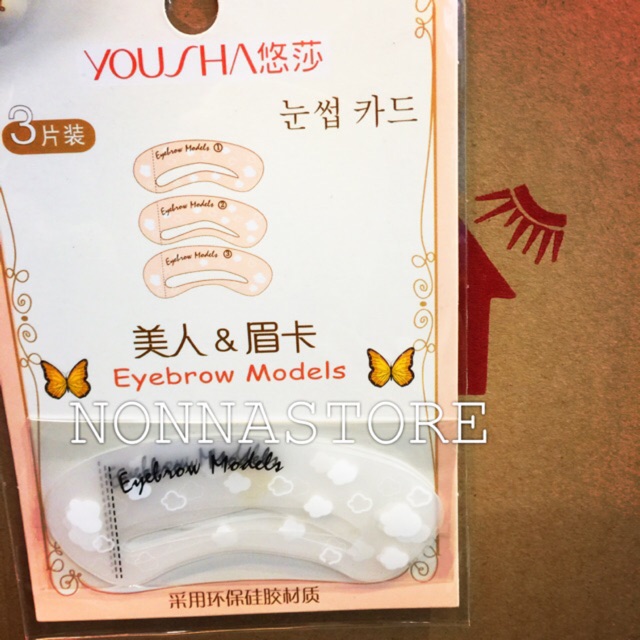 YOUSHA悠莎
눈썹 카드
3片装
Eyebrow Models ①
Eyebrow Models ②
Eyebrow Models ③
美人&眉卡
Eyebrow Models
NONNASTORE
Eyebrow Models
采用环保硅胶材质